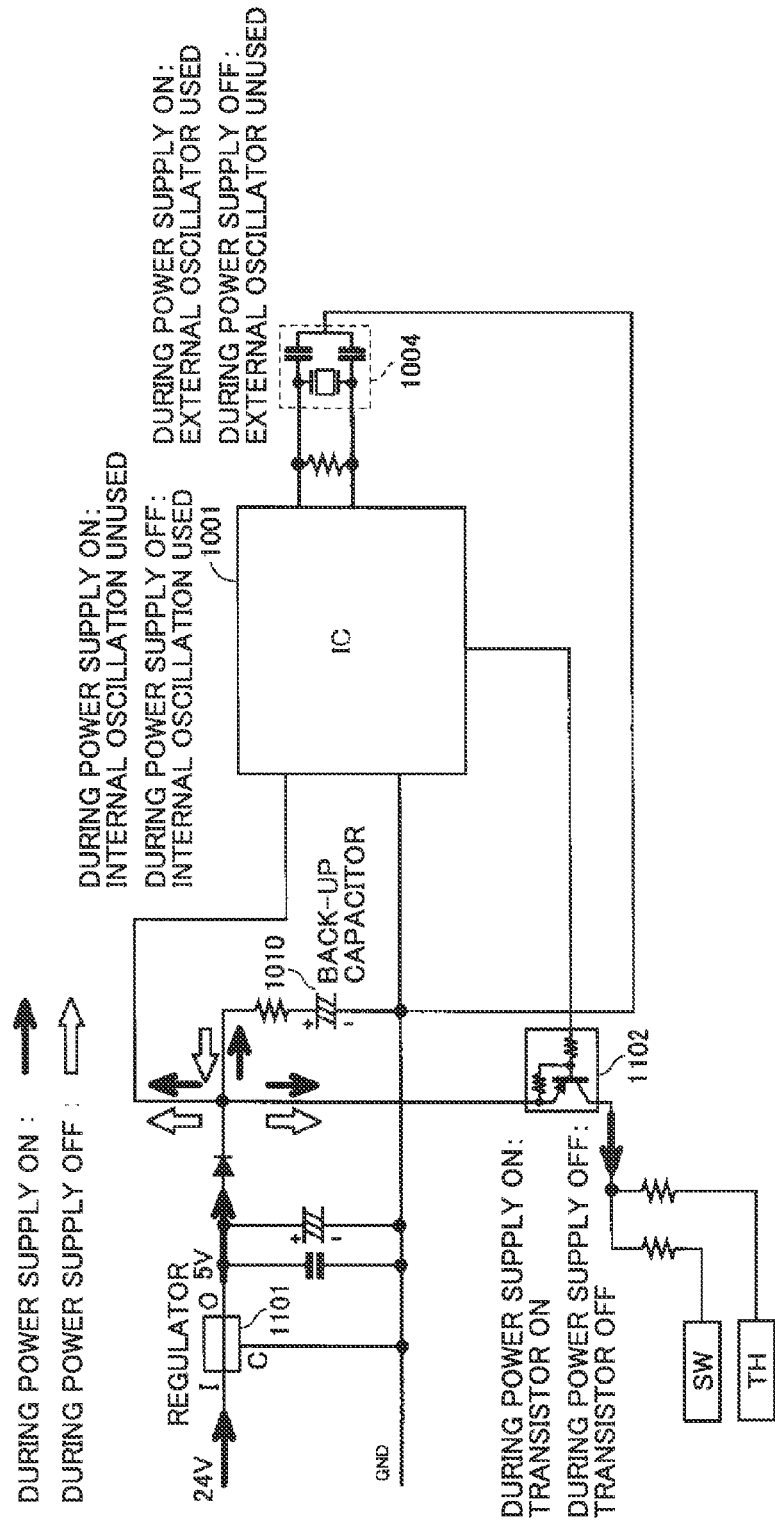 DURING POWER SUPPLY ON :
DURING POWER SUPPLY OFF :
DURING POWER SUPPLY ON:
INTERNAL OSCILLATION UNUSED
DURING POWER SUPPLY OFF:
INTERNAL OSCILLATION USED
DURING POWER SUPPLY ON:
EXTERNAL OSCILLATOR USED
DURING POWER SUPPLY OFF:
EXTERNAL OSCILLATOR UNUSED
REGULATOR
24V
I
O
5V
C
1101
1010
+
-
BACK-UP
CAPACITOR
+
-
1001
IC
1004
GND
1102
DURING POWER SUPPLY ON:
TRANSISTOR ON
DURING POWER SUPPLY OFF:
TRANSISTOR OFF
SW
TH